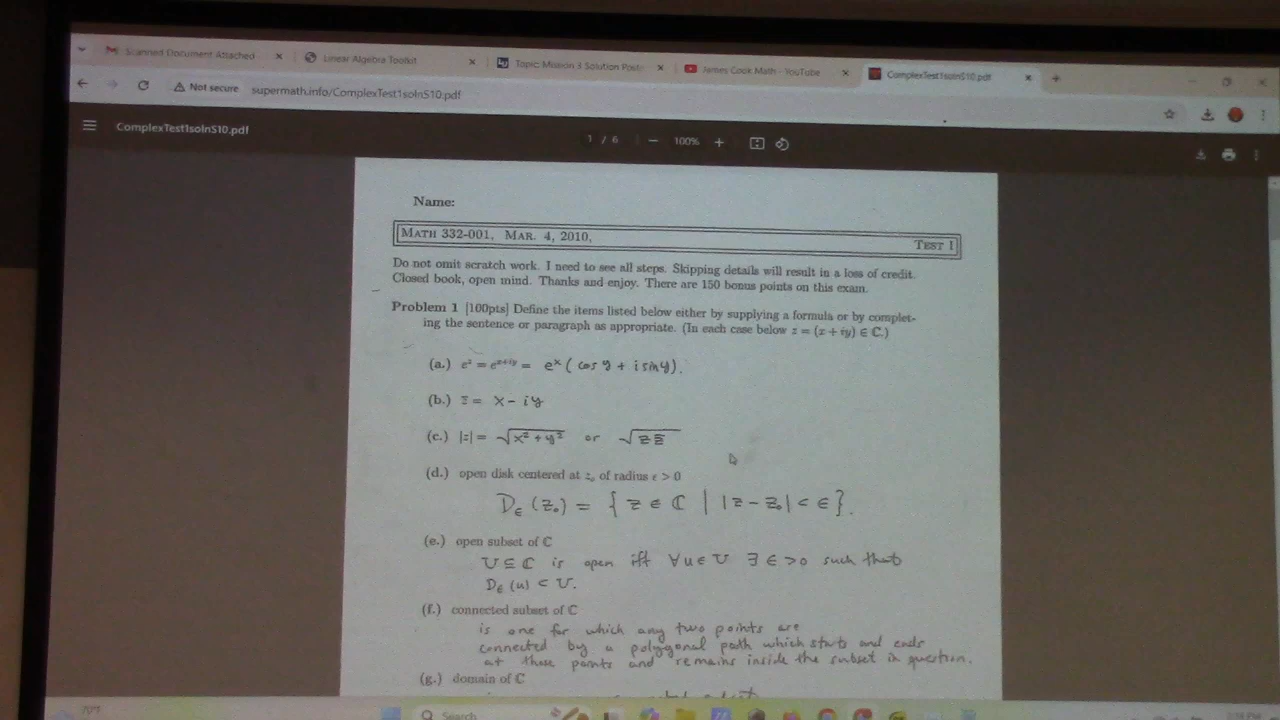 Scanned Document Attached
Linear Algebra Toolkit
Topic: Mission 3 Solution Poste
James Cook Math - YouTube
ComplexTest1solnS10.pdf
Not secure supermath.info/ComplexTest1solnS10.pdf
ComplexTest1solnS10.pdf
1 / 6 — 100% +
Name:
MATH 332-001, MAR. 4, 2010, TEST I
Do not omit scratch work. I need to see all steps. Skipping details will result in a loss of credit.
Closed book, open mind. Thanks and enjoy. There are 150 bonus points on this exam.
Problem 1 [100pts] Define the items listed below either by supplying a formula or by complet-
ing the sentence or paragraph as appropriate. (In each case below z = (x + iy) ∈ ℂ.)
(a.) e^z = e^{x+iy} = e^x (cos y + i sin y).
(b.) z̄ = x - iy
(c.) |z| = √(x² + y²) or √(z z̄)
(d.) open disk centered at z₀ of radius ε > 0
D_ε (z₀) = { z ∈ ℂ | |z - z₀| < ε }.
(e.) open subset of ℂ
U ⊆ ℂ is open iff ∀ u ∈ U ∃ ε > 0 such that
D_ε (u) ⊂ U.
(f.) connected subset of ℂ
is one for which any two points are
connected by a polygonal path which starts and ends
at those points and remains inside the subset in question.
(g.) domain of ℂ
70°F
Search